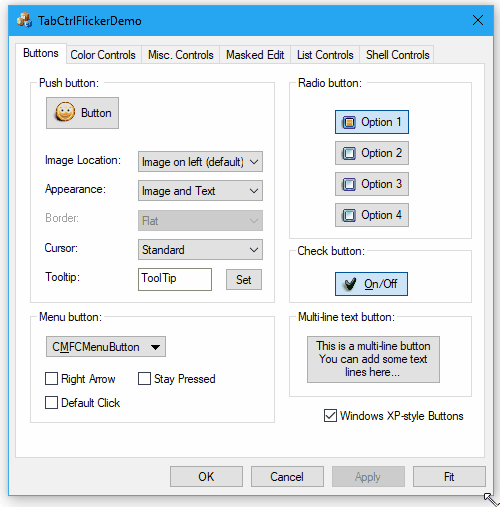 TabCtrlFlickerDemo
Buttons Color Controls Misc. Controls Masked Edit List Controls Shell Controls
Push button:
Button
Image Location: Image on left (default)
Appearance: Image and Text
Border: Flat
Cursor: Standard
Tooltip: ToolTip Set
Radio button:
Option 1
Option 2
Option 3
Option 4
Check button:
On/Off
Menu button:
CMFCMenuButton
Right Arrow Stay Pressed
Default Click
Multi-line text button:
This is a multi-line button
You can add some text
lines here...
Windows XP-style Buttons
OK Cancel Apply Fit